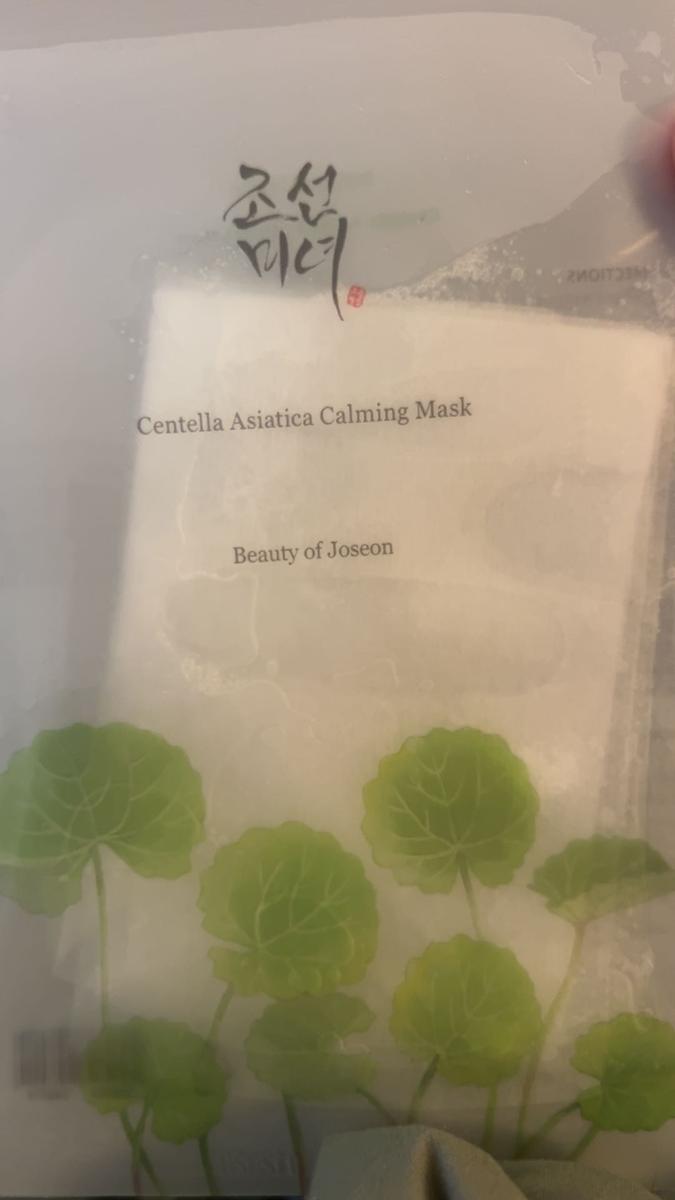 조선
미녀
Centella Asiatica Calming Mask
Beauty of Joseon